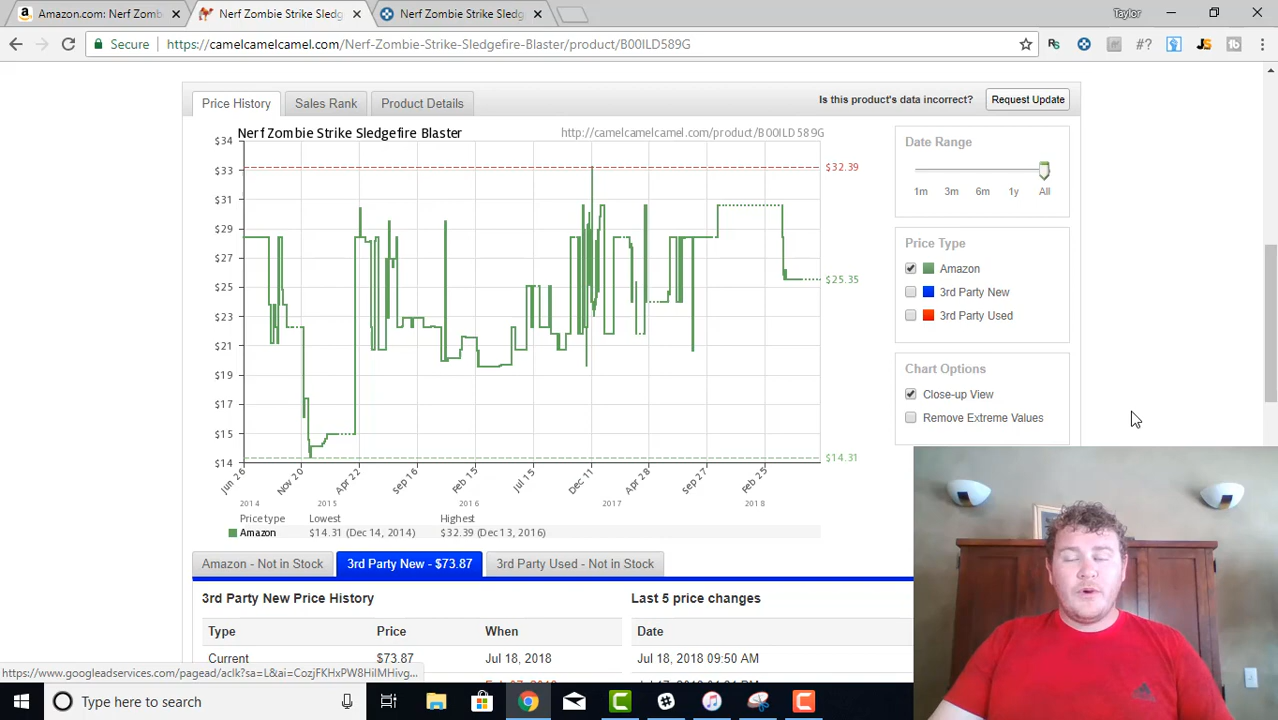 Amazon.com: Nerf Zomb
Nerf Zombie Strike Sledg
Nerf Zombie Strike Sledg
Taylor
Secure
https://camelcamelcamel.com/Nerf-Zombie-Strike-Sledgefire-Blaster/product/B00ILD589G
Price History
Sales Rank
Product Details
Is this product's data incorrect?
Request Update
Nerf Zombie Strike Sledgefire Blaster
http://camelcamelcamel.com/product/B00ILD589G
$34
$33
$31
$29
$27
$25
$23
$21
$19
$17
$15
$14
$32.39
$25.35
$14.31
Jun 26
Nov 20
Apr 22
Sep 16
Feb 15
Jul 15
Dec 11
Apr 28
Sep 27
Feb 25
2014
2015
2016
2017
2018
Price type
Lowest
Highest
Amazon
$14.31 (Dec 14, 2014)
$32.39 (Dec 13, 2016)
Date Range
1m
3m
6m
1y
All
Price Type
Amazon
3rd Party New
3rd Party Used
Chart Options
Close-up View
Remove Extreme Values
Amazon - Not in Stock
3rd Party New - $73.87
3rd Party Used - Not in Stock
3rd Party New Price History
Last 5 price changes
Type
Price
When
Date
Current
$73.87
Jul 18, 2018
Jul 18, 2018 09:50 AM
https://www.googleadservices.com/pagead/aclk?sa=L&ai=CozjFKHxPW8HiIMHivg...
Type here to search